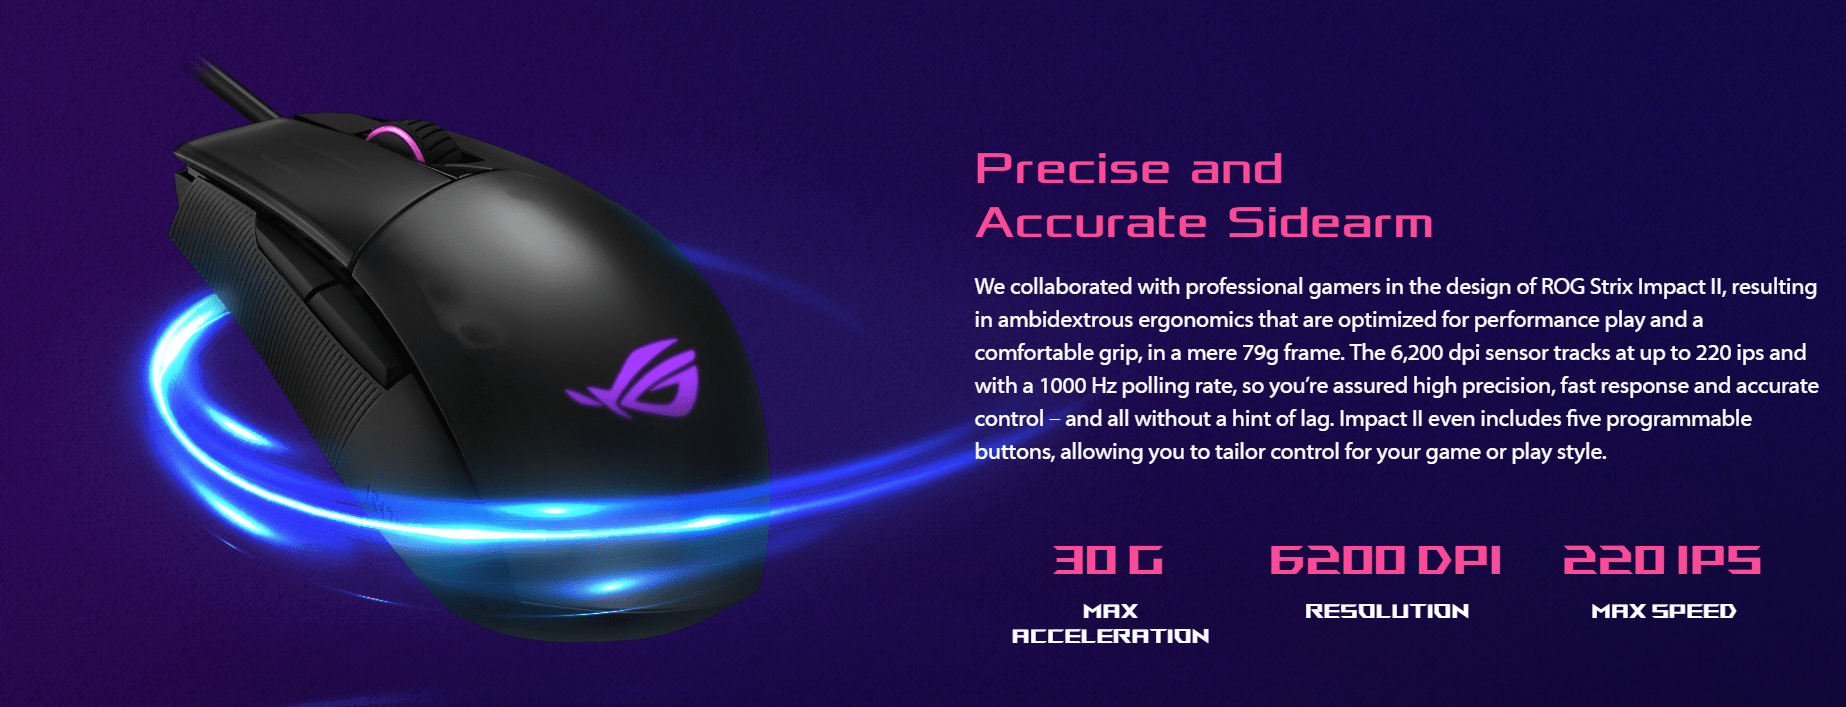 Precise and
Accurate Sidearm
We collaborated with professional gamers in the design of ROG Strix Impact II, resulting
in ambidextrous ergonomics that are optimized for performance play and a
comfortable grip, in a mere 79g frame. The 6,200 dpi sensor tracks at up to 220 ips and
with a 1000 Hz polling rate, so you’re assured high precision, fast response and accurate
control – and all without a hint of lag. Impact II even includes five programmable
buttons, allowing you to tailor control for your game or play style.
30 G
6200 DPI
220 IPS
MAX
ACCELERATION
RESOLUTION
MAX SPEED